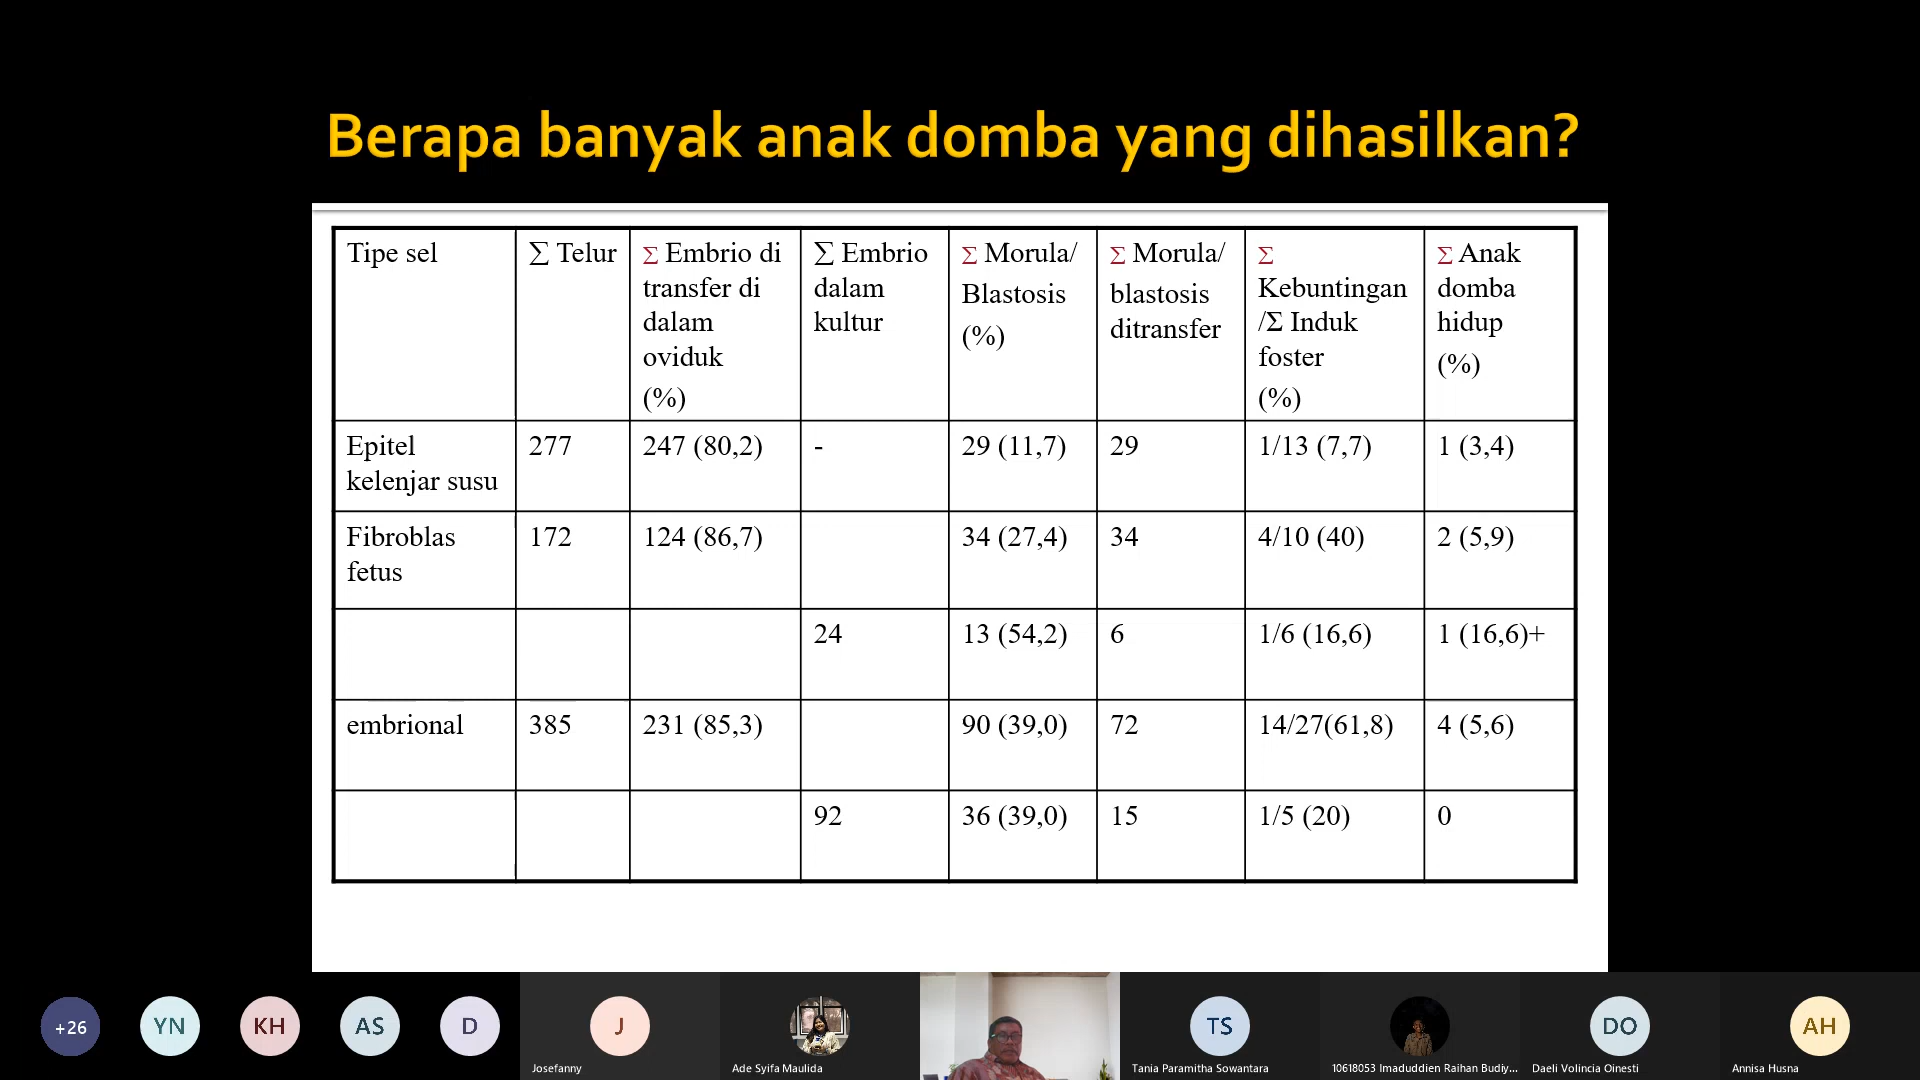 Berapa banyak anak domba yang dihasilkan?
Tipe sel
∑ Telur
Σ Embrio di
transfer di
dalam
oviduk
(%)
∑ Embrio
dalam
kultur
Σ Morula/
Blastosis
(%)
Σ Morula/
blastosis
ditransfer
Σ
Kebuntingan
/Σ Induk
foster
(%)
Σ Anak
domba
hidup
(%)
Epitel
kelenjar susu
277
247 (80,2)
-
29 (11,7)
29
1/13 (7,7)
1 (3,4)
Fibroblas
fetus
172
124 (86,7)
34 (27,4)
34
4/10 (40)
2 (5,9)
24
13 (54,2)
6
1/6 (16,6)
1 (16,6)+
embrional
385
231 (85,3)
90 (39,0)
72
14/27(61,8)
4 (5,6)
92
36 (39,0)
15
1/5 (20)
0
+26
YN
KH
AS
D
J
Josefanny
Ade Syifa Maulida
TS
Tania Paramitha Sowantara
10618053 Imaduddien Raihan Budiy...
DO
Daeli Volincia Oinesti
AH
Annisa Husna